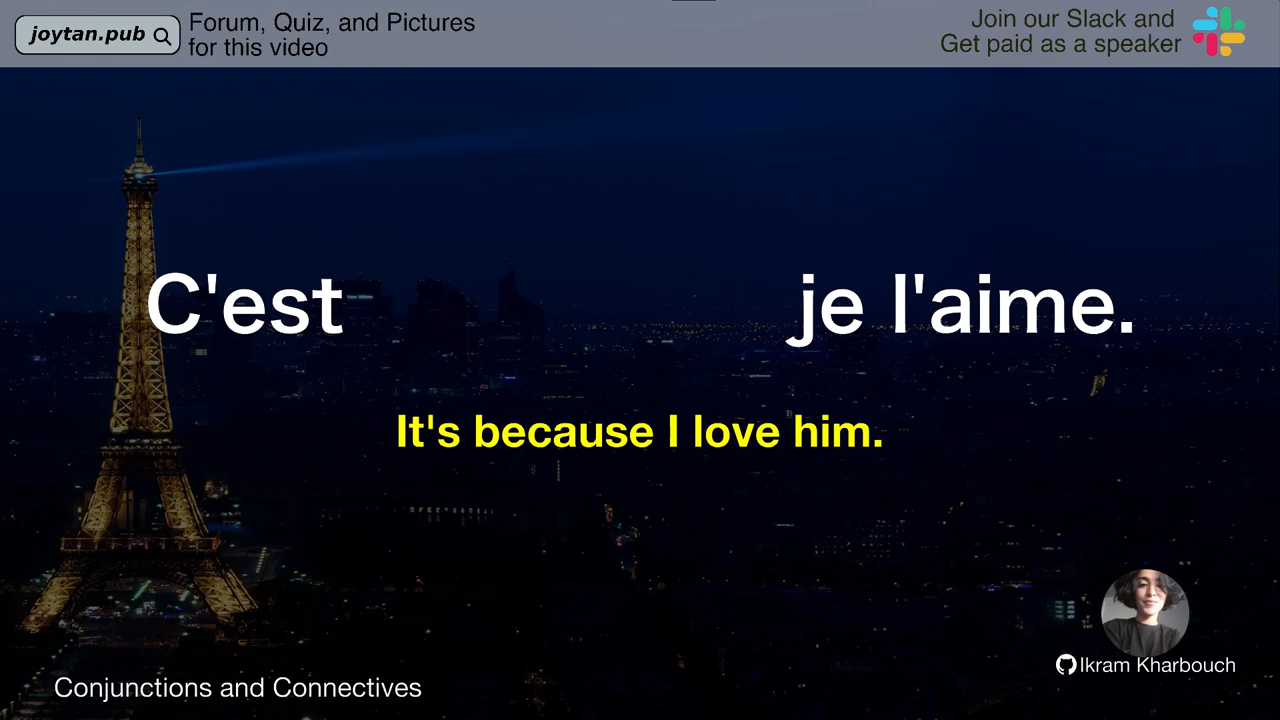 joytan.pub
Forum, Quiz, and Pictures
for this video
Join our Slack and
Get paid as a speaker
C'est je l'aime.
It's because I love him.
Ikram Kharbouch
Conjunctions and Connectives